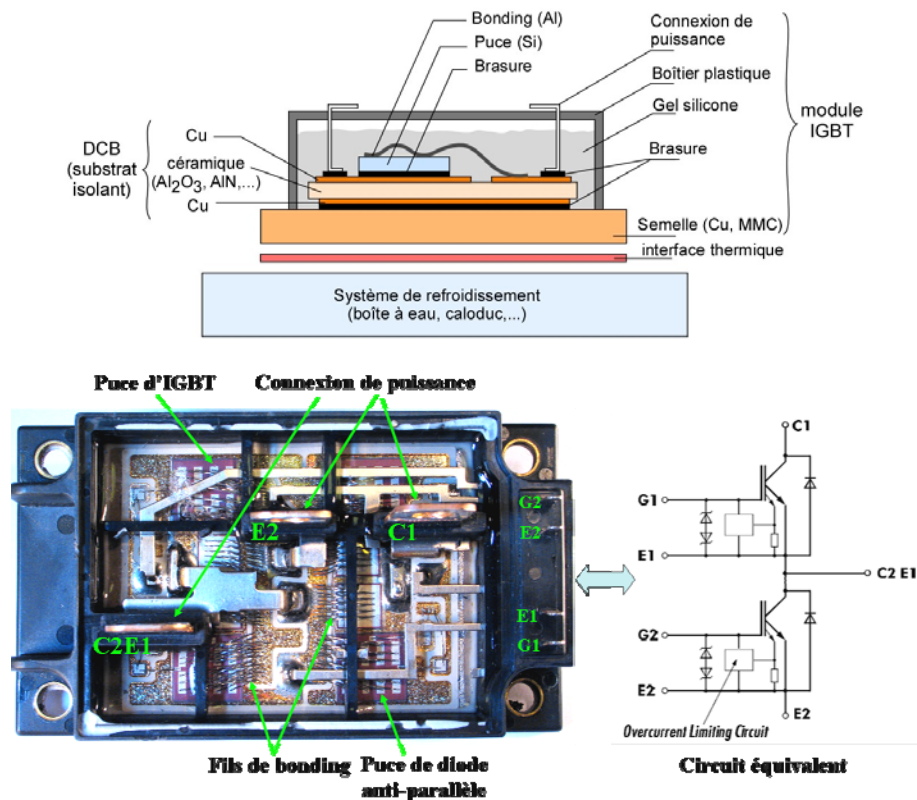 Bonding (Al)
Puce (Si)
Brasure
Connexion de
puissance
Boîtier plastique
Gel silicone
module
IGBT
DCB
(substrat
isolant)
Cu
céramique
(Al₂O₃, AlN,...)
Cu
Brasure
Semelle (Cu, MMC)
interface thermique
Système de refroidissement
(boîte à eau, caloduc,...)
Puce d'IGBT
Connexion de puissance
E2
C1
C2E1
G2
E2
E1
G1
Fils de bonding
Puce de diode
anti-parallèle
C1
G1
E1
C2 E1
G2
E2
E2
Overcurrent Limiting Circuit
Circuit équivalent